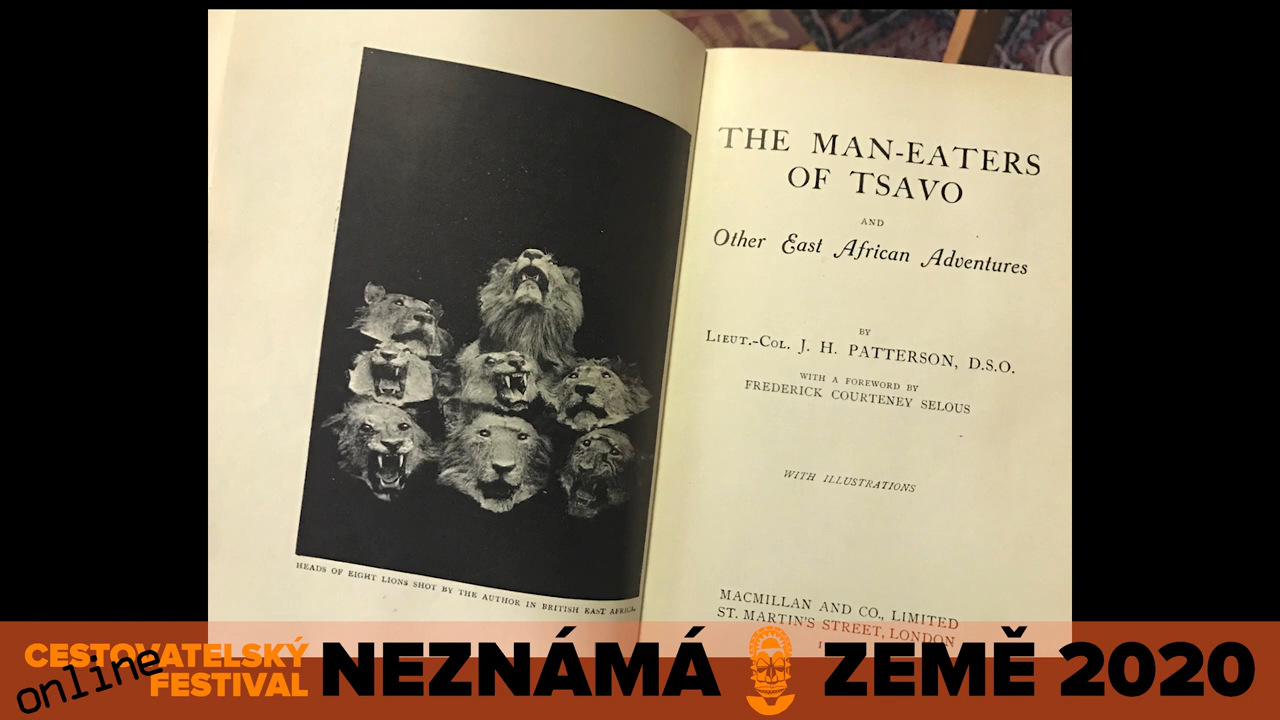 THE MAN-EATERS
OF TSAVO
AND
Other East African Adventures
BY
LIEUT.-COL. J. H. PATTERSON, D.S.O.
WITH A FOREWORD BY
FREDERICK COURTENEY SELOUS
WITH ILLUSTRATIONS
MACMILLAN AND CO., LIMITED
ST. MARTIN'S STREET, LONDON
HEADS OF EIGHT LIONS SHOT BY THE AUTHOR IN BRITISH EAST AFRICA.
CESTOVATELSKÝ
FESTIVAL
online
NEZNÁMÁ ZEMĚ 2020